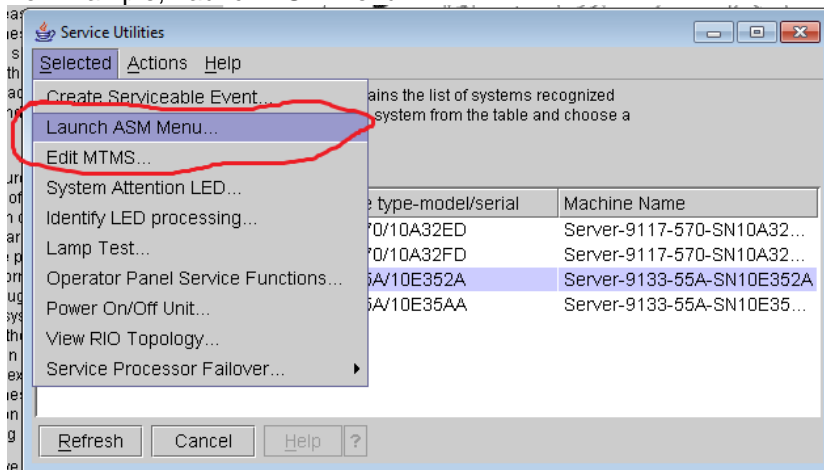 Service Utilities
Selected Actions Help
Create Serviceable Event...
ains the list of systems recognized
Launch ASM Menu...
system from the table and choose a
Edit MTMS...
System Attention LED...
e type-model/serial Machine Name
Identify LED processing...
70/10A32ED Server-9117-570-SN10A32...
Lamp Test...
70/10A32FD Server-9117-570-SN10A32...
Operator Panel Service Functions...
5A/10E352A Server-9133-55A-SN10E352A
Power On/Off Unit...
5A/10E35AA Server-9133-55A-SN10E35...
View RIO Topology...
Service Processor Failover...
Refresh Cancel Help ?